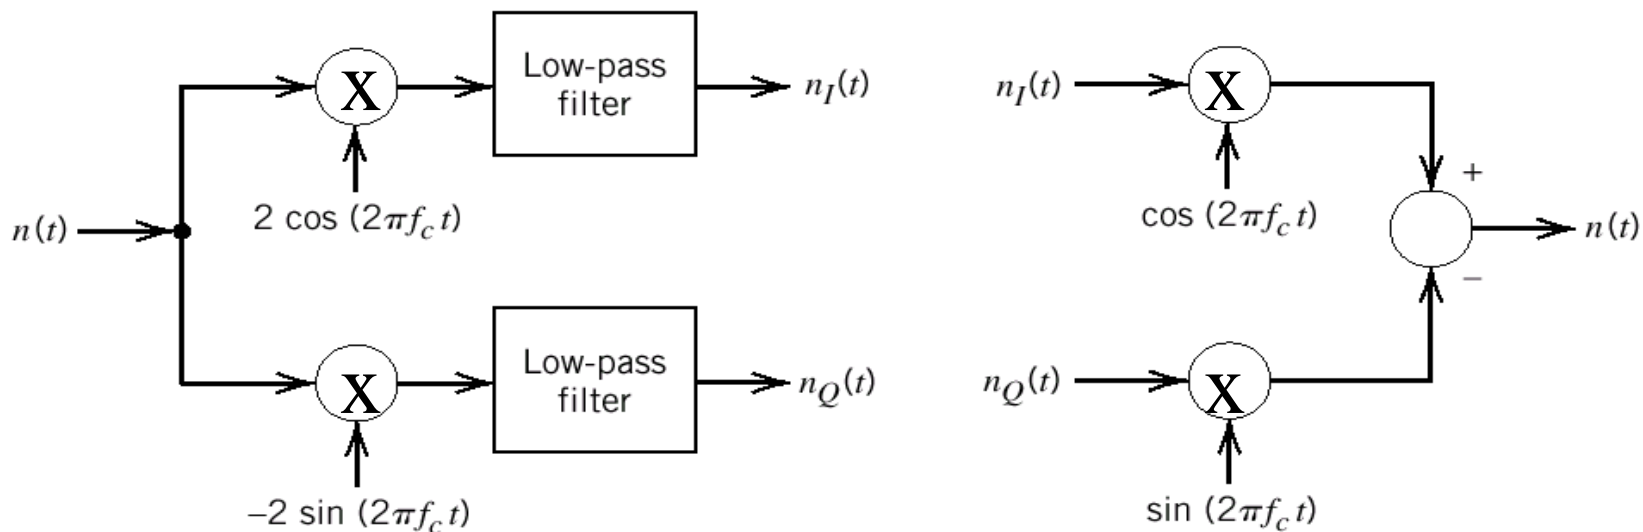 n(t)
X
2 cos (2πf_c t)
Low-pass
filter
n_I(t)
X
−2 sin (2πf_c t)
Low-pass
filter
n_Q(t)
n_I(t)
X
cos (2πf_c t)
n_Q(t)
X
sin (2πf_c t)
+
−
n(t)